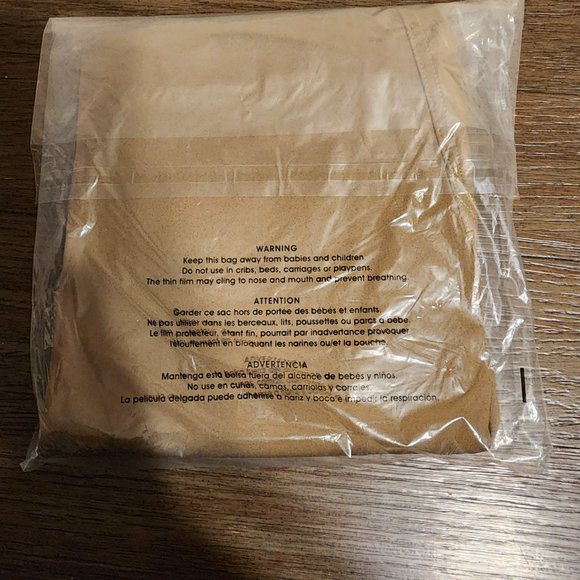 WARNING
Keep this bag away from babies and children
Do not use in cribs, beds, carriages or playpens.
The thin film may cling to nose and mouth and prevent breathing.
ATTENTION
Garder ce sac hors de portée des bébés et enfants.
Ne pas utiliser dans les berceaux, lits, poussettes ou parcs à bébé.
Le film protecteur, étant fin, pourrait par inadvertance provoquer
l'étouffement en bloquant les narines ou/et la bouche.
ADVERTENCIA
Mantenga esta bolsa fuera del alcance de bebés y niños.
No use en cunas, camas, carriolas y corrales.
La película delgada puede adherirse a nariz y boca e impedir la respiración.